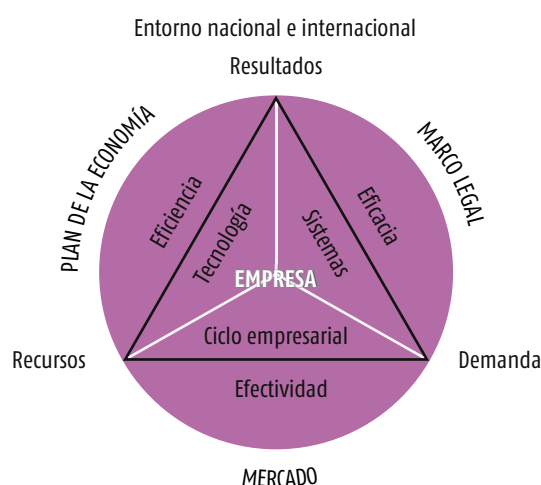 Entorno nacional e internacional
Resultados
PLAN DE LA ECONOMÍA
MARCO LEGAL
Eficiencia
Tecnología
Sistemas
Eficacia
EMPRESA
Ciclo empresarial
Recursos
Demanda
Efectividad
MERCADO